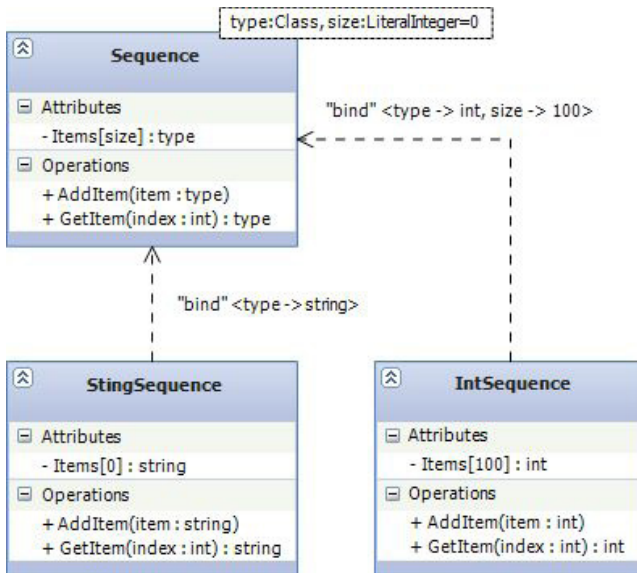 type:Class, size:LiteralInteger=0
Sequence
Attributes
- Items[size] : type
Operations
+ AddItem(item : type)
+ GetItem(index : int) : type
"bind" <type -> int, size -> 100>
"bind" <type -> string>
StingSequence
Attributes
- Items[0] : string
Operations
+ AddItem(item : string)
+ GetItem(index : int) : string
IntSequence
Attributes
- Items[100] : int
Operations
+ AddItem(item : int)
+ GetItem(index : int) : int